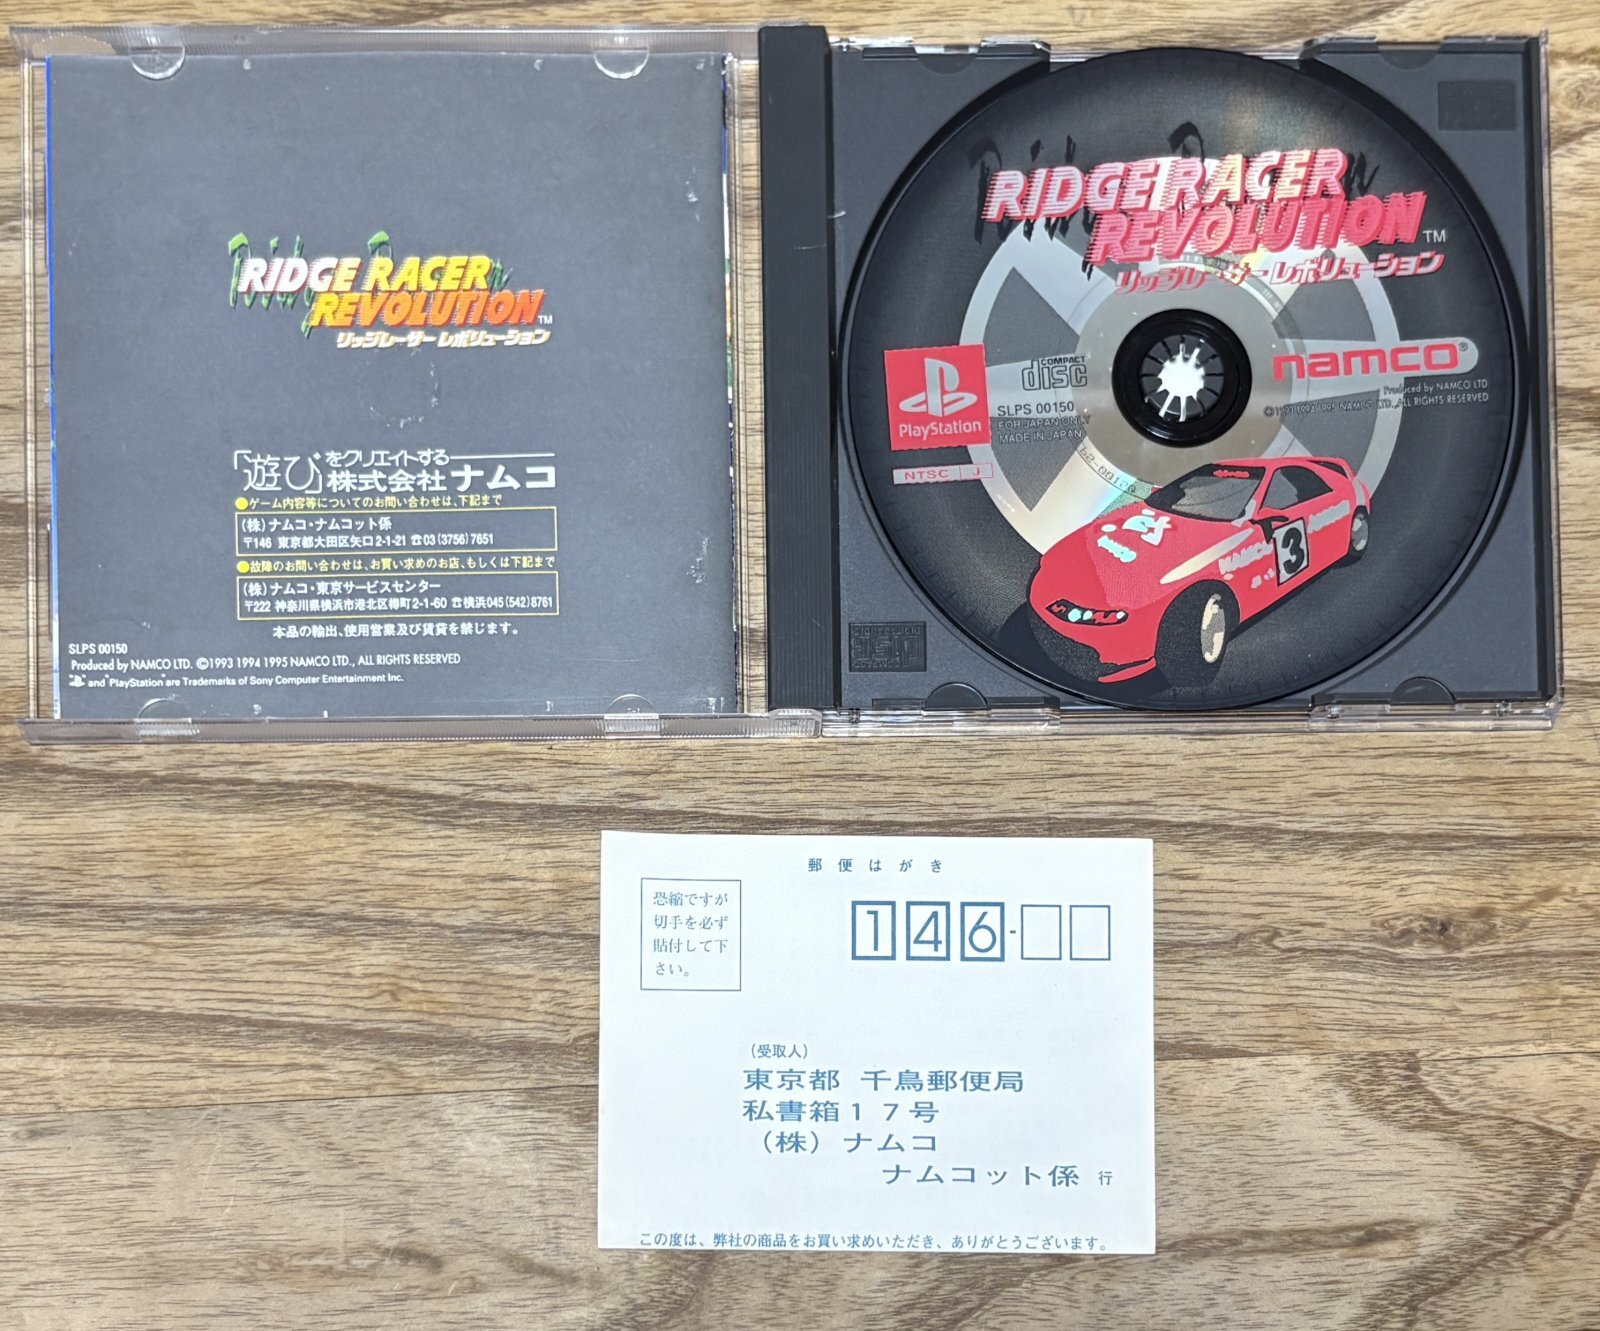 RIDGE RACER
REVOLUTION™
リッジレーサー レボリューション
「遊び」をクリエイトする
株式会社ナムコ
●ゲーム内容等についてのお問い合わせは、下記まで
(株)ナムコ・ナムコット係
〒146 東京都大田区矢口2-1-21 ☎03(3756)7651
●故障のお問い合わせは、お買い求めのお店、もしくは下記まで
(株)ナムコ・東京サービスセンター
〒222 神奈川県横浜市港北区樽町2-1-60 ☎横浜045(542)8761
本品の輸出、使用営業及び賃貸を禁じます。
SLPS 00150
Produced by NAMCO LTD. ©1993 1994 1995 NAMCO LTD., ALL RIGHTS RESERVED
"PS" and "PlayStation" are Trademarks of Sony Computer Entertainment Inc.
RIDGE RACER
REVOLUTION™
リッジレーサー レボリューション
PlayStation
NTSC J
COMPACT
disc
SLPS 00150
FOR JAPAN ONLY
MADE IN JAPAN
namco®
Produced by NAMCO LTD
©1993 1994 1995 NAMCO LTD., ALL RIGHTS RESERVED
NAMCO
3
郵便はがき
恐縮ですが
切手を必ず
貼付して下
さい。
146-
(受取人)
東京都 千鳥郵便局
私書箱17号
(株)ナムコ
ナムコット係 行
この度は、弊社の商品をお買い求めいただき、ありがとうございます。